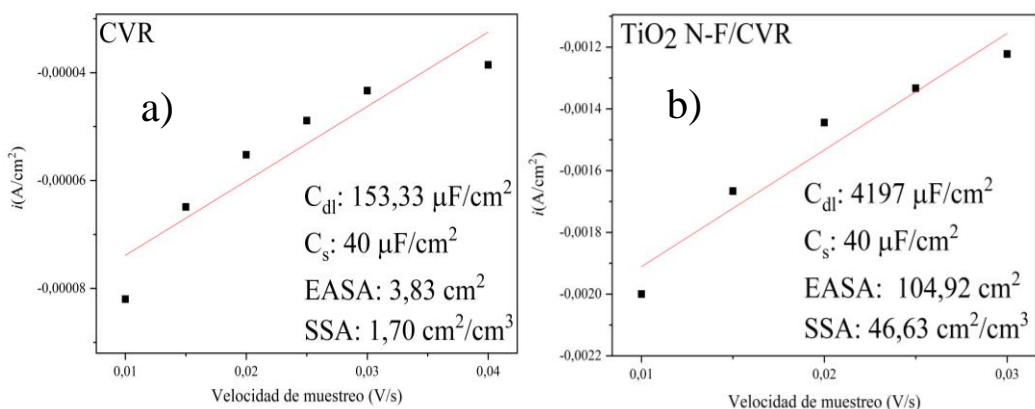 CVR
a)
-0,00004
-0,00006
-0,00008
i(A/cm²)
C_dl: 153,33 μF/cm²
C_s: 40 μF/cm²
EASA: 3,83 cm²
SSA: 1,70 cm²/cm³
0,01 0,02 0,03 0,04
Velocidad de muestreo (V/s)
TiO₂ N-F/CVR
b)
-0,0012
-0,0014
-0,0016
-0,0018
-0,0020
-0,0022
i(A/cm²)
C_dl: 4197 μF/cm²
C_s: 40 μF/cm²
EASA: 104,92 cm²
SSA: 46,63 cm²/cm³
0,01 0,02 0,03
Velocidad de muestreo (V/s)